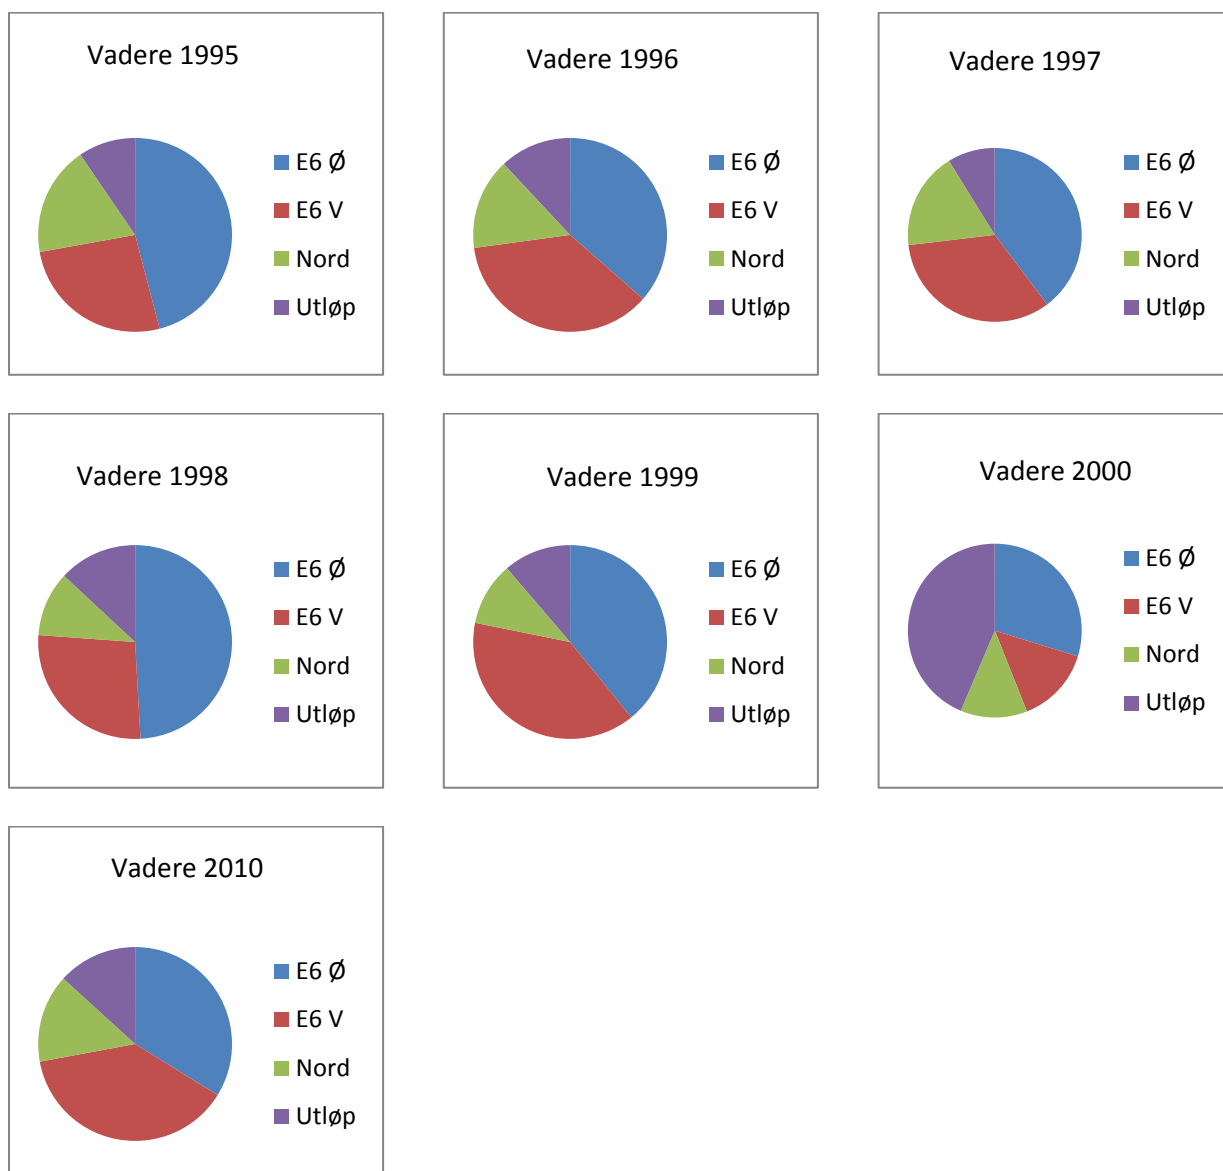 Vadere 1995
E6 Ø
E6 V
Nord
Utløp
Vadere 1996
E6 Ø
E6 V
Nord
Utløp
Vadere 1997
E6 Ø
E6 V
Nord
Utløp
Vadere 1998
E6 Ø
E6 V
Nord
Utløp
Vadere 1999
E6 Ø
E6 V
Nord
Utløp
Vadere 2000
E6 Ø
E6 V
Nord
Utløp
Vadere 2010
E6 Ø
E6 V
Nord
Utløp